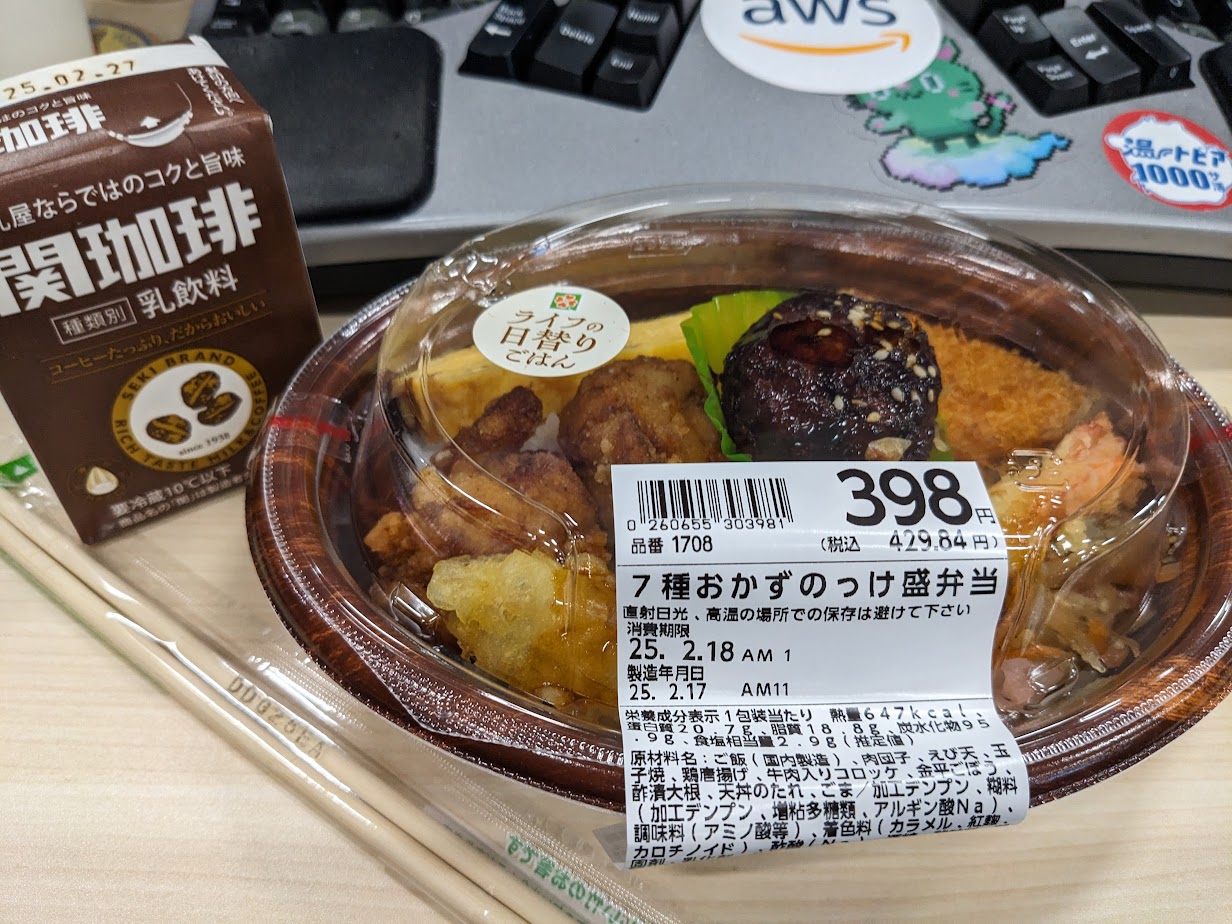 25.02.27
珈琲
乳屋ならではのコクと旨味
関珈琲
種類別 乳飲料
コーヒーたっぷり、だからおいしい
SEKI BRAND
since 1938
RICH TASTE MILK COFFEE
要冷蔵10℃以下
Delete
Home
End
Page Up
Enter
aws
温トピア
1000
ライフの
日替り
ごはん
0 260655 303981
398円
品番 1708
(税込 429.84円)
7種おかずのっけ盛弁当
直射日光、高温の場所での保存は避けて下さい
消費期限
25. 2.18 AM 1
製造年月日
25. 2.17 AM11
栄養成分表示1包装当たり 熱量647kcal、
蛋白質20.7g、脂質18.8g、炭水化物95
.9g、食塩相当量2.9g(推定値)
原材料名:ご飯(国内製造)、肉団子、えび天、玉
子焼、鶏唐揚げ、牛肉入りコロッケ、金平ごぼう、
酢漬大根、天丼のたれ、ごま/加工デンプン、糊料
(加工デンプン、増粘多糖類、アルギン酸Na)、
調味料(アミノ酸等)、着色料(カラメル、紅麹、
カロチノイド)、酢酸(Na)